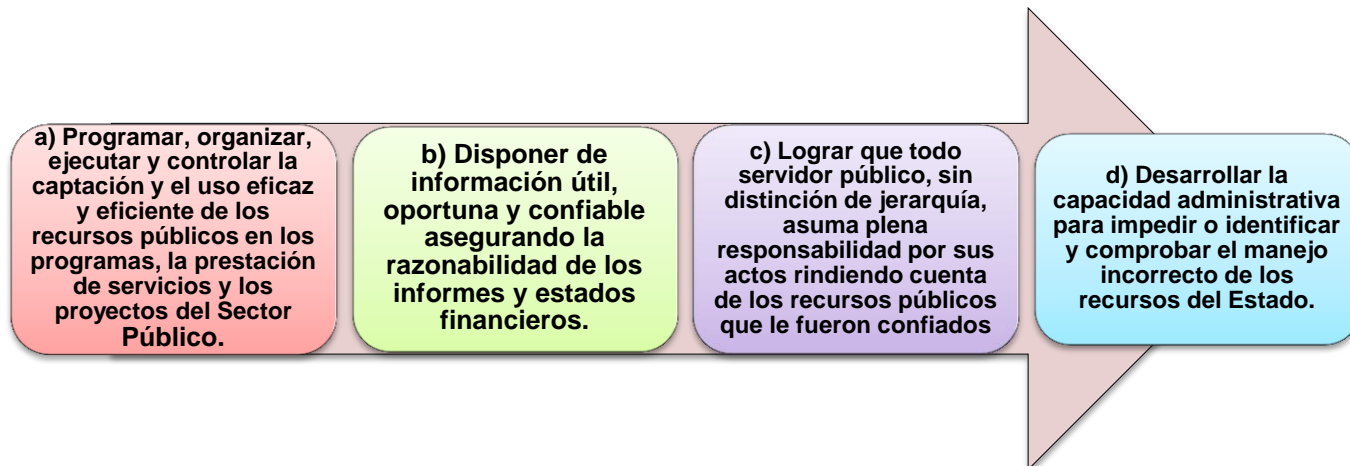 a) Programar, organizar,
ejecutar y controlar la
captación y el uso eficaz
y eficiente de los
recursos públicos en los
programas, la prestación
de servicios y los
proyectos del Sector
Público.
b) Disponer de
información útil,
oportuna y confiable
asegurando la
razonabilidad de los
informes y estados
financieros.
c) Lograr que todo
servidor público, sin
distinción de jerarquía,
asuma plena
responsabilidad por sus
actos rindiendo cuenta
de los recursos públicos
que le fueron confiados
d) Desarrollar la
capacidad administrativa
para impedir o identificar
y comprobar el manejo
incorrecto de los
recursos del Estado.